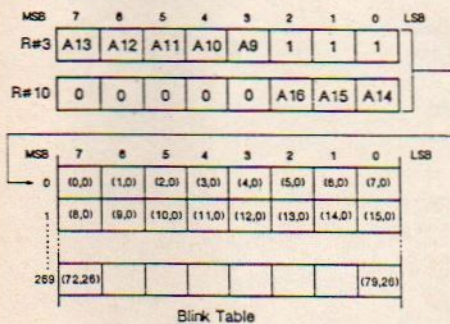 MSB 7 6 5 4 3 2 1 0 LSB
R#3 A13 A12 A11 A10 A9 1 1 1
R#10 0 0 0 0 0 A16 A15 A14
MSB 7 6 5 4 3 2 1 0 LSB
0 (0,0) (1,0) (2,0) (3,0) (4,0) (5,0) (6,0) (7,0)
1 (8,0) (9,0) (10,0) (11,0) (12,0) (13,0) (14,0) (15,0)
269 (72,26) (79,26)
Blink Table